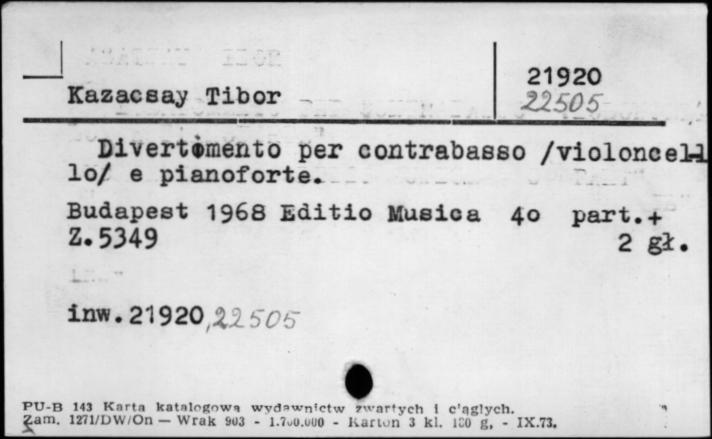 21920
Kazacsay Tibor 22505
Divertimento per contrabasso /violoncel-
lo/ e pianoforte.
Budapest 1968 Editio Musica 4o part.+
Z.5349 2 gł.
inw.21920,22505
PU-B 143 Karta katalogowa wydawnictw zwartych i ciągłych.
Zam. 1271/DW/On — Wrak 903 - 1.700.000 - Karton 3 kl. 180 g, - IX.73.